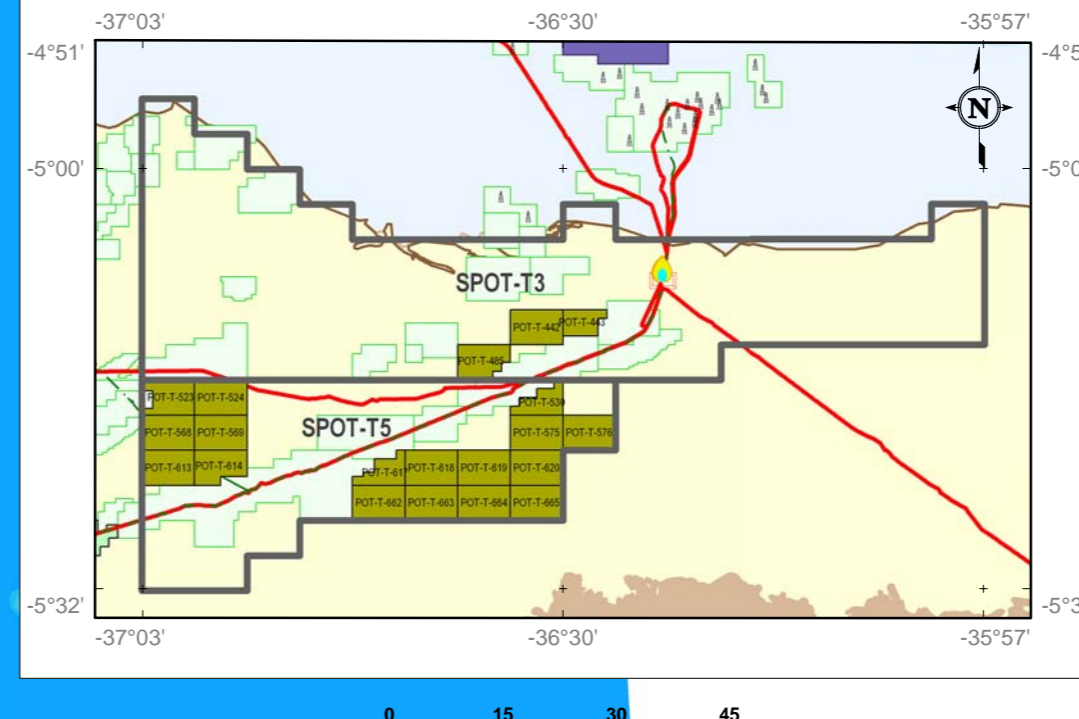 -37°03' -36°30' -35°57'
-4°51' -4°5
N
-5°00' -5°0
SPOT-T3
POT-T-442 POT-T-443
POT-T-485
POT-T-523 POT-T-524 POT-T-530
SPOT-T5
POT-T-568 POT-T-569 POT-T-575 POT-T-576
POT-T-613 POT-T-614 POT-T-617 POT-T-618 POT-T-619 POT-T-620
POT-T-662 POT-T-663 POT-T-664 POT-T-665
-5°32' -5°3
-37°03' -36°30' -35°57'
0 15 30 45